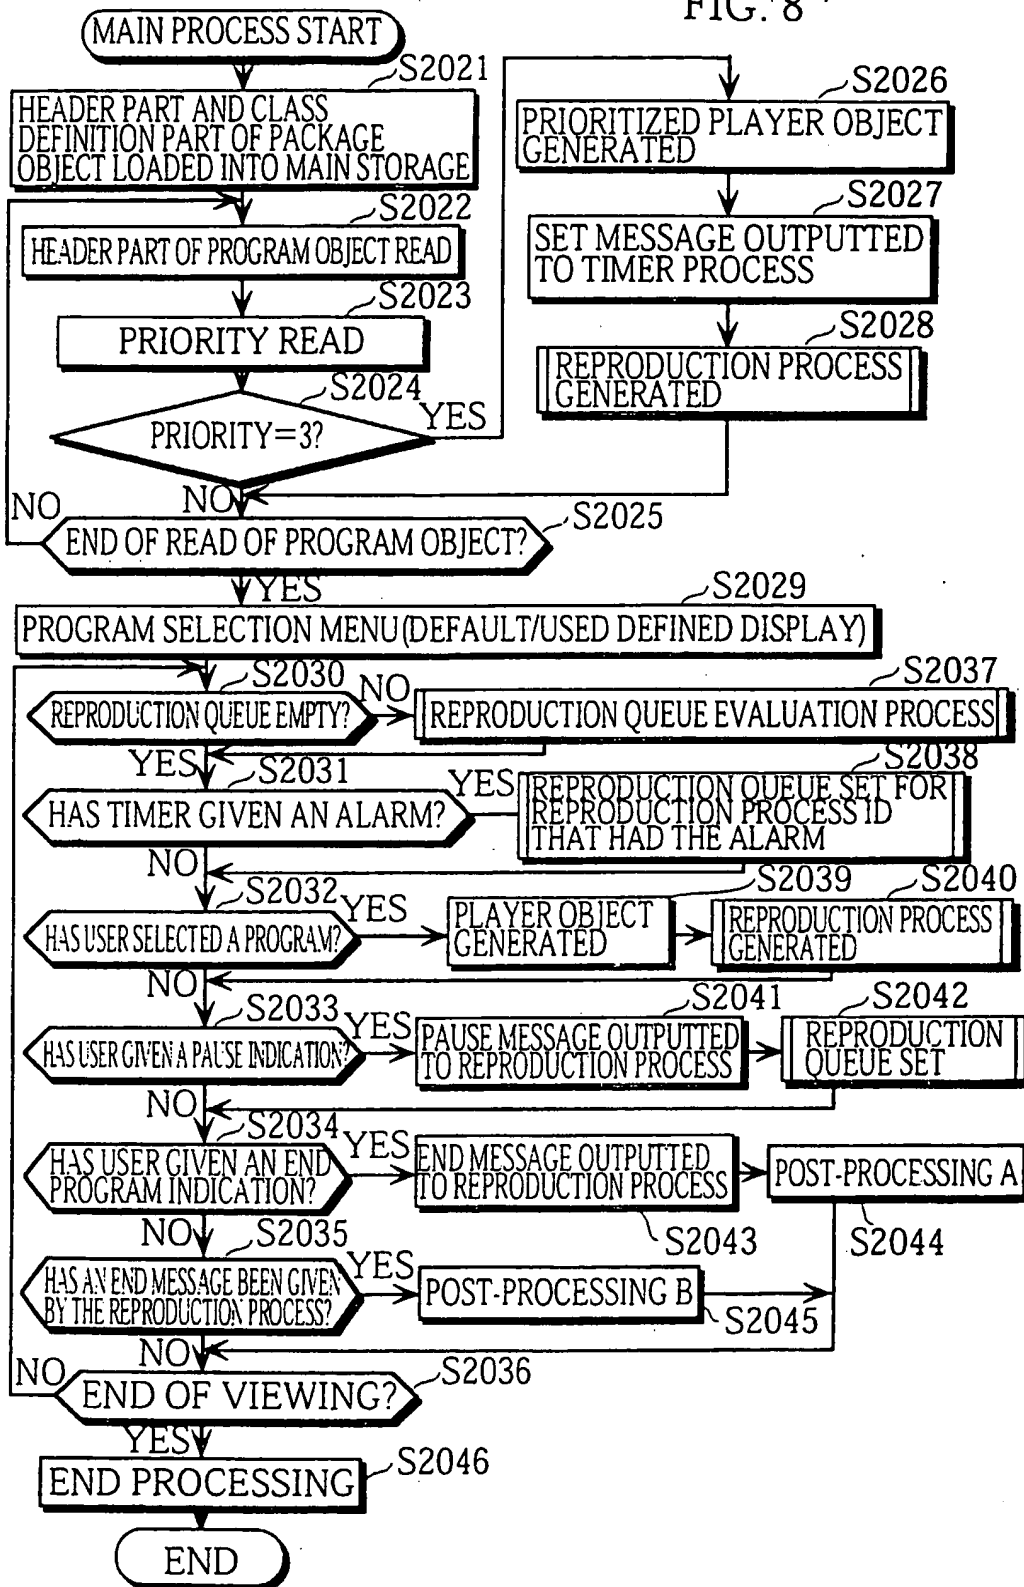 FIG. 8
MAIN PROCESS START
S2021
HEADER PART AND CLASS
DEFINITION PART OF PACKAGE
OBJECT LOADED INTO MAIN STORAGE
S2022
HEADER PART OF PROGRAM OBJECT READ
S2023
PRIORITY READ
S2024
PRIORITY=3?
YES
NO
S2026
PRIORITIZED PLAYER OBJECT
GENERATED
S2027
SET MESSAGE OUTPUTTED
TO TIMER PROCESS
S2028
REPRODUCTION PROCESS
GENERATED
NO
S2025
END OF READ OF PROGRAM OBJECT?
YES
S2029
PROGRAM SELECTION MENU(DEFAULT/USED DEFINED DISPLAY)
S2030
REPRODUCTION QUEUE EMPTY?
NO
S2037
REPRODUCTION QUEUE EVALUATION PROCESS
YES
S2031
HAS TIMER GIVEN AN ALARM?
YES
S2038
REPRODUCTION QUEUE SET FOR
REPRODUCTION PROCESS ID
THAT HAD THE ALARM
NO
S2032
HAS USER SELECTED A PROGRAM?
YES
S2039
PLAYER OBJECT
GENERATED
S2040
REPRODUCTION PROCESS
GENERATED
NO
S2033
HAS USER GIVEN A PAUSE INDICATION?
YES
S2041
PAUSE MESSAGE OUTPUTTED
TO REPRODUCTION PROCESS
S2042
REPRODUCTION
QUEUE SET
NO
S2034
HAS USER GIVEN AN END
PROGRAM INDICATION?
YES
END MESSAGE OUTPUTTED
TO REPRODUCTION PROCESS
S2043
POST-PROCESSING A
S2044
NO
S2035
HAS AN END MESSAGE BEEN GIVEN
BY THE REPRODUCTION PROCESS?
YES
POST-PROCESSING B
S2045
NO
S2036
NO
END OF VIEWING?
YES
S2046
END PROCESSING
END